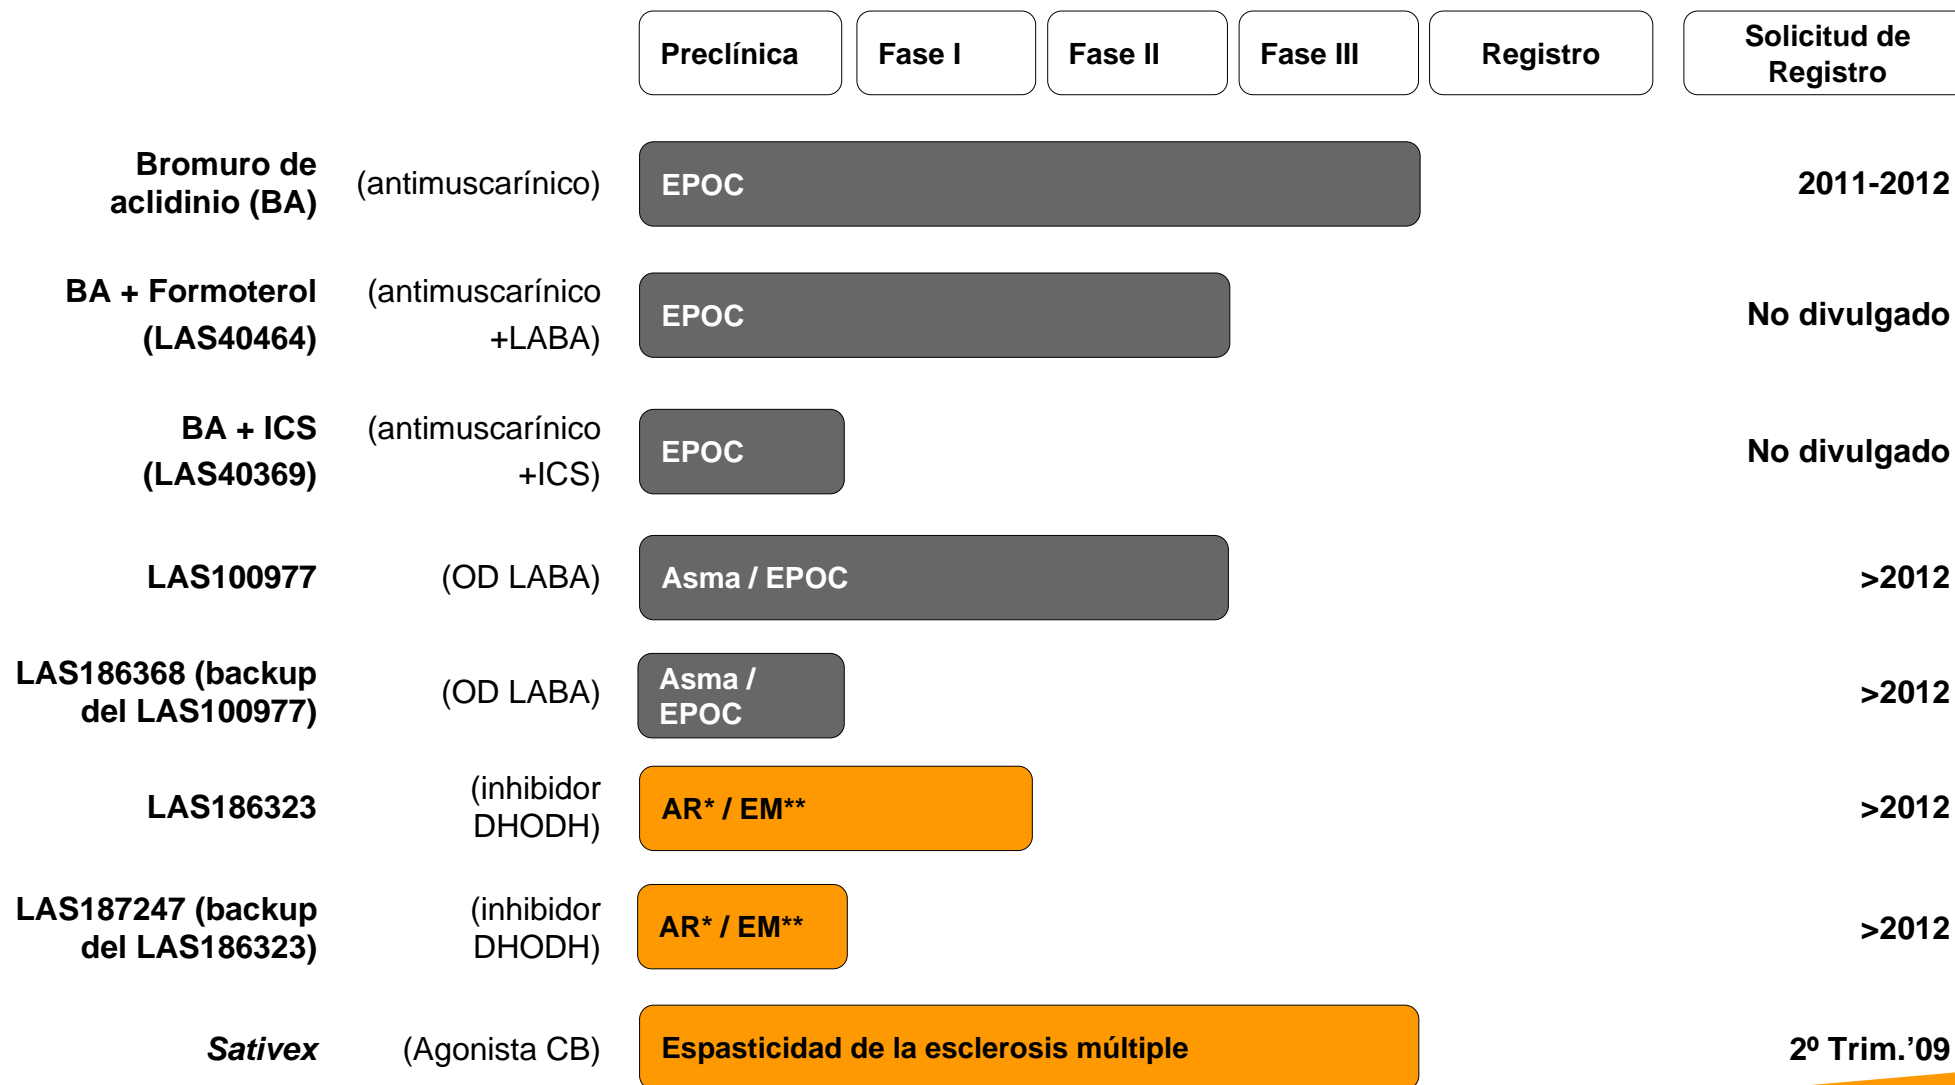 Preclínica Fase I Fase II Fase III Registro Solicitud de
Registro
Bromuro de
aclidinio (BA) (antimuscarínico) EPOC 2011-2012
BA + Formoterol (antimuscarínico
(LAS40464) +LABA) EPOC No divulgado
BA + ICS (antimuscarínico
(LAS40369) +ICS) EPOC No divulgado
LAS100977 (OD LABA) Asma / EPOC >2012
LAS186368 (backup
del LAS100977) (OD LABA) Asma /
EPOC >2012
LAS186323 (inhibidor
DHODH) AR* / EM** >2012
LAS187247 (backup
del LAS186323) (inhibidor
DHODH) AR* / EM** >2012
Sativex (Agonista CB) Espasticidad de la esclerosis múltiple 2º Trim.’09